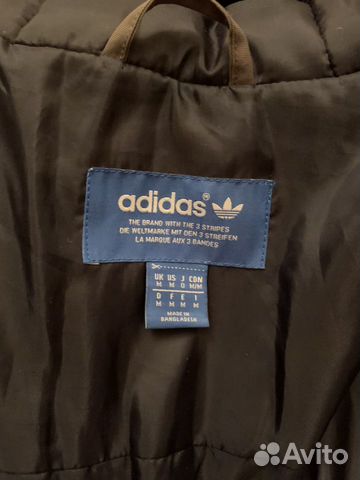 adidas®
THE BRAND WITH THE 3 STRIPES
DIE WELTMARKE MIT DEN 3 STREIFEN
LA MARQUE AUX 3 BANDES
UK US J CDN
M M O M/M
D F E I
M M M M
MADE IN
BANGLADESH
Avito